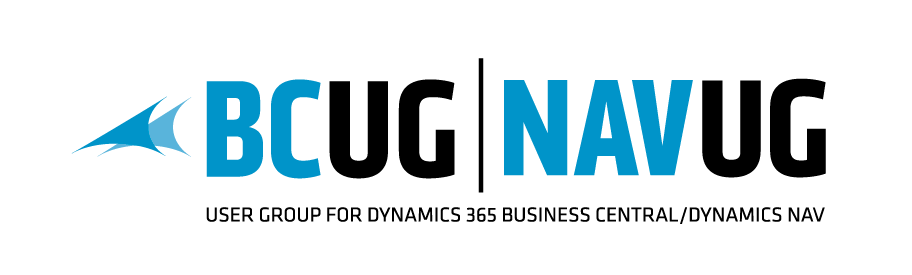 BCUG|NAVUG
USER GROUP FOR DYNAMICS 365 BUSINESS CENTRAL/DYNAMICS NAV